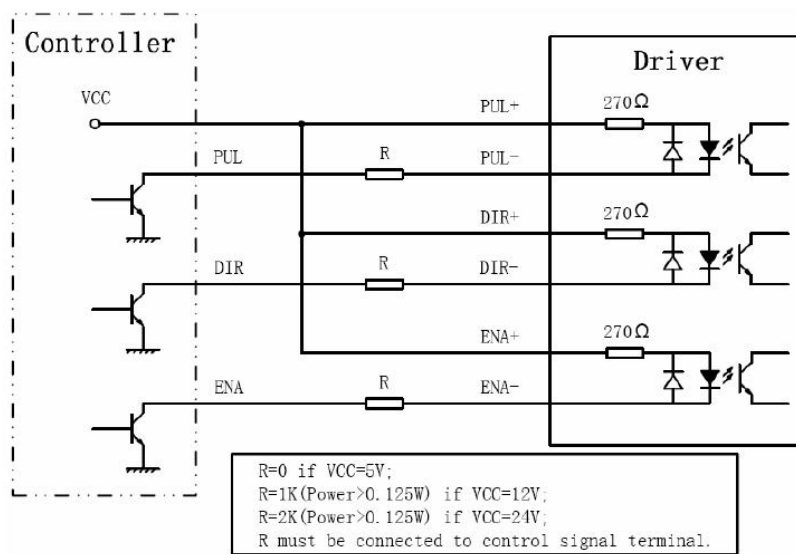 Controller
Driver
VCC
PUL+
270Ω
PUL
R
PUL-
DIR+
270Ω
DIR
R
DIR-
ENA+
270Ω
ENA
R
ENA-
R=0 if VCC=5V;
R=1K(Power>0.125W) if VCC=12V;
R=2K(Power>0.125W) if VCC=24V;
R must be connected to control signal terminal.